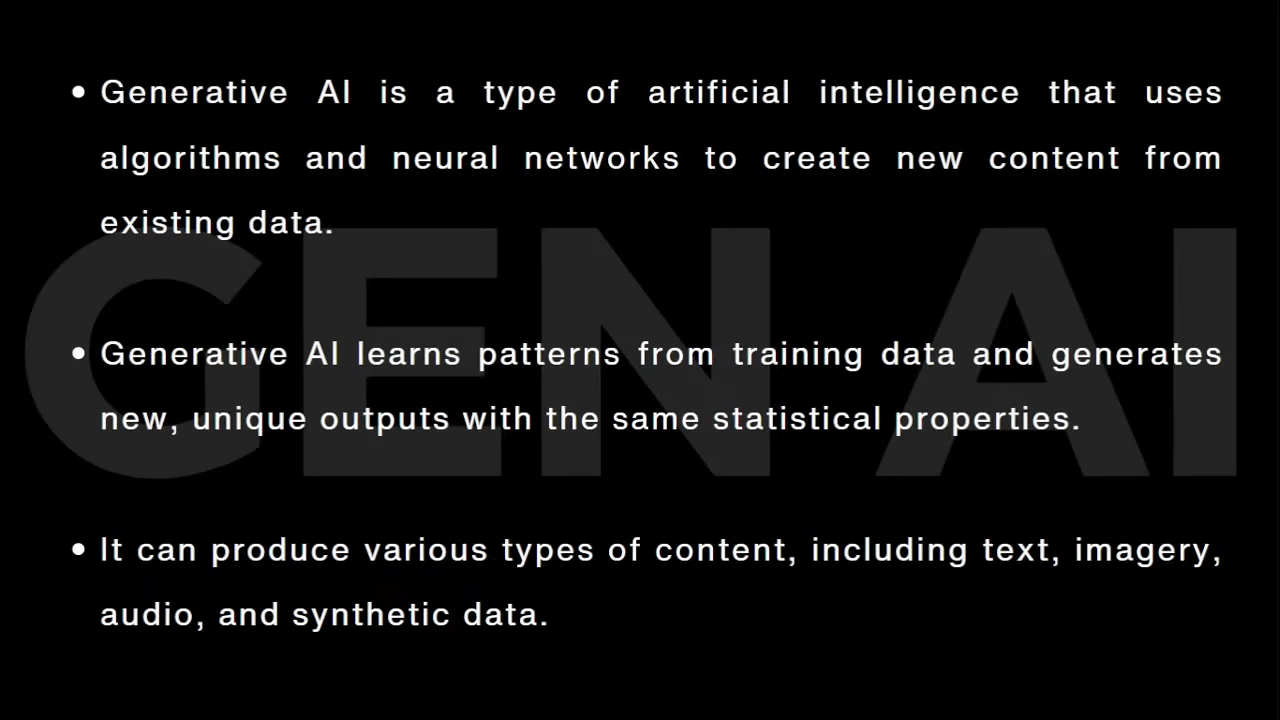 • Generative AI is a type of artificial intelligence that uses
algorithms and neural networks to create new content from
existing data.
GEN AI
• Generative AI learns patterns from training data and generates
new, unique outputs with the same statistical properties.
• It can produce various types of content, including text, imagery,
audio, and synthetic data.